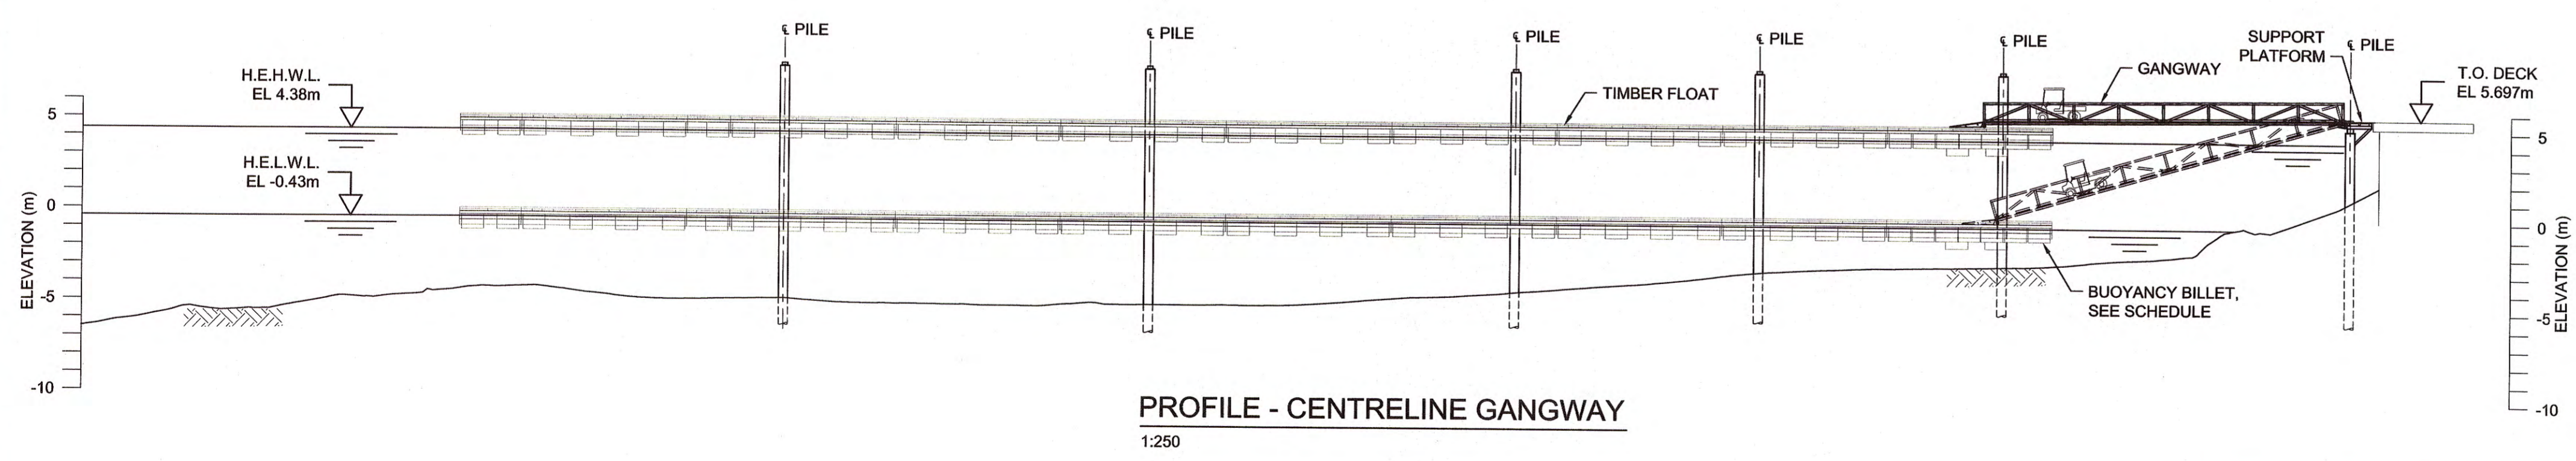 ℄ PILE
℄ PILE
℄ PILE
℄ PILE
℄ PILE
SUPPORT
PLATFORM
℄ PILE
H.E.H.W.L.
EL 4.38m
TIMBER FLOAT
GANGWAY
T.O. DECK
EL 5.697m
H.E.L.W.L.
EL -0.43m
ELEVATION (m)
5
0
-5
-10
5
0
-5
-10
ELEVATION (m)
BUOYANCY BILLET,
SEE SCHEDULE
PROFILE - CENTRELINE GANGWAY
1:250